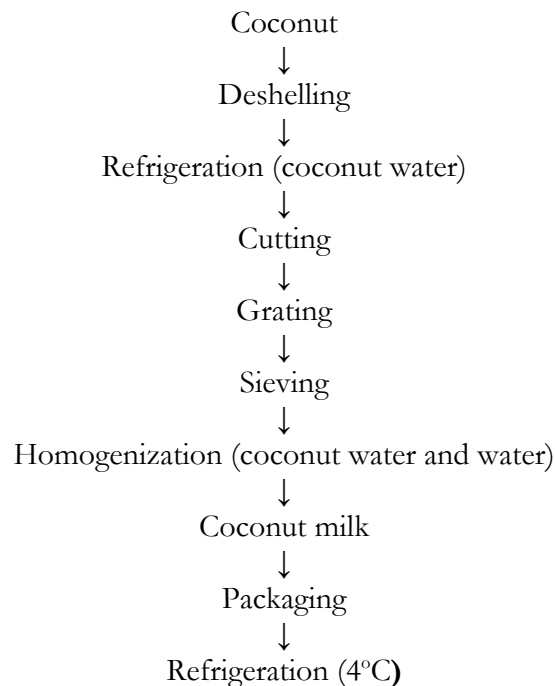 Coconut
↓
Deshelling
↓
Refrigeration (coconut water)
↓
Cutting
↓
Grating
↓
Sieving
↓
Homogenization (coconut water and water)
↓
Coconut milk
↓
Packaging
↓
Refrigeration (4°C)